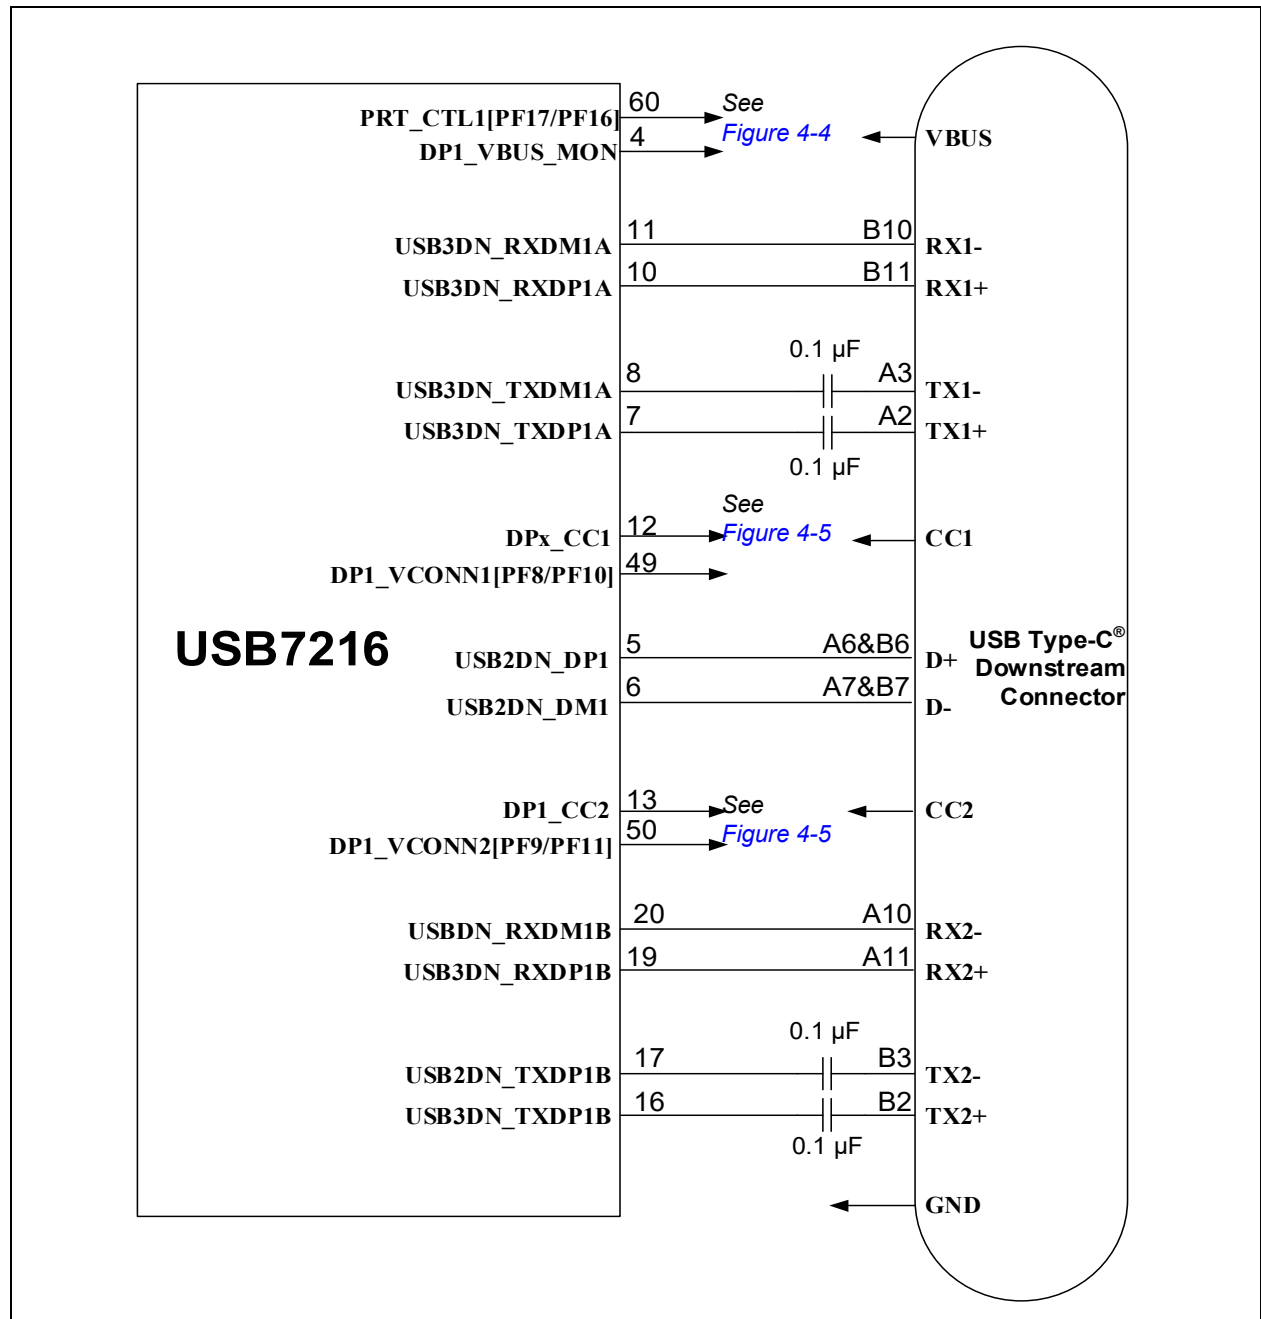 PRT_CTL1[PF17/PF16]
60
See
Figure 4-4
DP1_VBUS_MON
4
VBUS
USB3DN_RXDM1A
11
B10
RX1-
USB3DN_RXDP1A
10
B11
RX1+
0.1 µF
USB3DN_TXDM1A
8
A3
TX1-
USB3DN_TXDP1A
7
A2
TX1+
0.1 µF
See
Figure 4-5
DPx_CC1
12
CC1
DP1_VCONN1[PF8/PF10]
49
USB7216
USB2DN_DP1
5
A6&B6
D+
USB2DN_DM1
6
A7&B7
D-
USB Type-C®
Downstream
Connector
DP1_CC2
13
See
Figure 4-5
CC2
DP1_VCONN2[PF9/PF11]
50
USBDN_RXDM1B
20
A10
RX2-
USB3DN_RXDP1B
19
A11
RX2+
0.1 µF
USB2DN_TXDP1B
17
B3
TX2-
USB3DN_TXDP1B
16
B2
TX2+
0.1 µF
GND